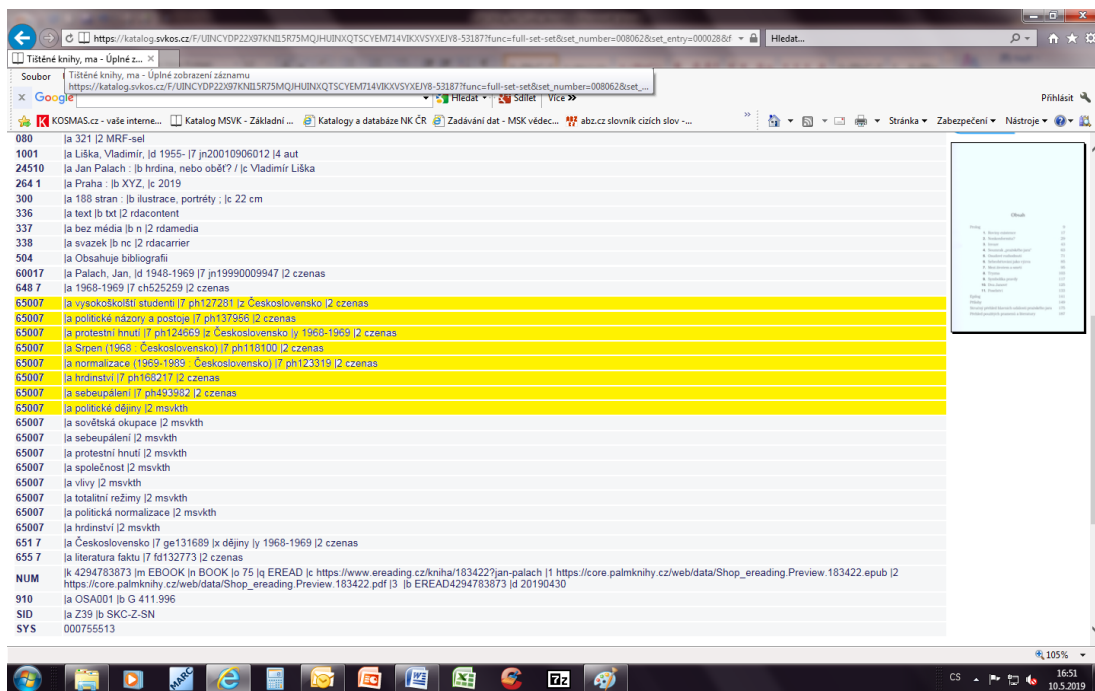 https://katalog.svkos.cz/F/UINCYDP22X97KNII5R75MQJHUINXQTSCYEM714VIKXVSYXEJY8-53187?func=full-set-set&set_number=008062&set_entry=000028&f
Hledat...
Tištěné knihy, ma - Úplné z...
Soubor
Tištěné knihy, ma - Úplné zobrazení záznamu
https://katalog.svkos.cz/F/UINCYDP22X97KNII5R75MQJHUINXQTSCYEM714VIKXVSYXEJY8-53187?func=full-set-set&set_number=008062&set_...
x Google Hledat Sdílet Více » Přihlásit
KOSMAS.cz - vaše interne... Katalog MSVK - Základní ... Katalogy a databáze NK ČR Zadávání dat - MSK vědec... abz.cz slovník cizích slov -... » Stránka Zabezpečení Nástroje
080 |a 321 |2 MRF-sel
1001 |a Liška, Vladimír, |d 1955- |7 jn20010906012 |4 aut
24510 |a Jan Palach : |b hrdina, nebo oběť? / |c Vladimír Liška
264 1 |a Praha : |b XYZ, |c 2019
300 |a 188 stran : |b ilustrace, portréty ; |c 22 cm
336 |a text |b txt |2 rdacontent
337 |a bez média |b n |2 rdamedia
338 |a svazek |b nc |2 rdacarrier
504 |a Obsahuje bibliografii
60017 |a Palach, Jan, |d 1948-1969 |7 jn19990009947 |2 czenas
648 7 |a 1968-1969 |7 ch525259 |2 czenas
65007 |a vysokoškolští studenti |7 ph127281 |z Československo |2 czenas
65007 |a politické názory a postoje |7 ph137956 |2 czenas
65007 |a protestní hnutí |7 ph124669 |z Československo |y 1968-1969 |2 czenas
65007 |a Srpen (1968 : Československo) |7 ph118100 |2 czenas
65007 |a normalizace (1969-1989 : Československo) |7 ph123319 |2 czenas
65007 |a hrdinství |7 ph168217 |2 czenas
65007 |a sebeupálení |7 ph493982 |2 czenas
65007 |a politické dějiny |2 msvkth
65007 |a sovětská okupace |2 msvkth
65007 |a sebeupálení |2 msvkth
65007 |a protestní hnutí |2 msvkth
65007 |a společnost |2 msvkth
65007 |a vlivy |2 msvkth
65007 |a totalitní režimy |2 msvkth
65007 |a politická normalizace |2 msvkth
65007 |a hrdinství |2 msvkth
651 7 |a Československo |7 ge131689 |x dějiny |y 1968-1969 |2 czenas
655 7 |a literatura faktu |7 fd132773 |2 czenas
NUM |k 4294783873 |m EBOOK |n BOOK |o 75 |q EREAD |c https://www.ereading.cz/kniha/183422?jan-palach |1 https://core.palmknihy.cz/web/data/Shop_ereading.Preview.183422.epub |2
https://core.palmknihy.cz/web/data/Shop_ereading.Preview.183422.pdf |3 |b EREAD4294783873 |d 20190430
910 |a OSA001 |b G 411.996
SID |a Z39 |b SKC-Z-SN
SYS 000755513
Obsah
105%
MARC
7z
CS
16:51
10.5.2019